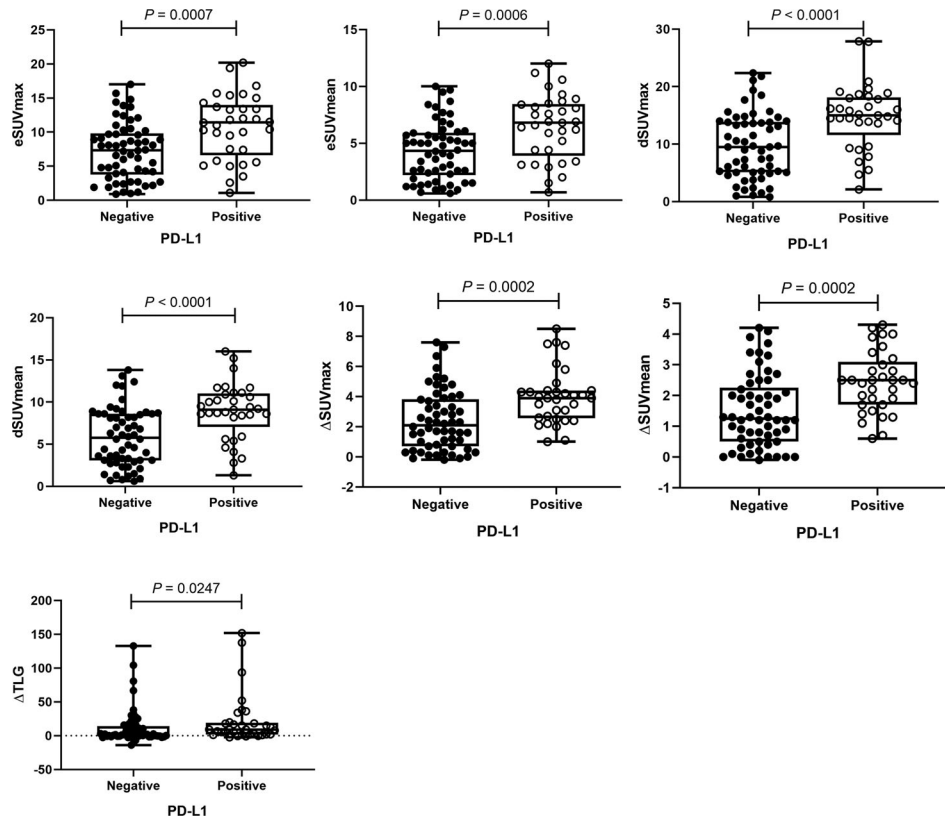 P = 0.0007
eSUVmax
25
20
15
10
5
0
Negative
Positive
PD-L1
P = 0.0006
eSUVmean
15
10
5
0
Negative
Positive
PD-L1
P < 0.0001
dSUVmax
30
20
10
0
Negative
Positive
PD-L1
P < 0.0001
dSUVmean
20
15
10
5
0
Negative
Positive
PD-L1
P = 0.0002
ΔSUVmax
10
8
6
4
2
0
-2
Negative
Positive
PD-L1
P = 0.0002
ΔSUVmean
5
4
3
2
1
0
-1
Negative
Positive
PD-L1
P = 0.0247
ΔTLG
200
150
100
50
0
-50
Negative
Positive
PD-L1